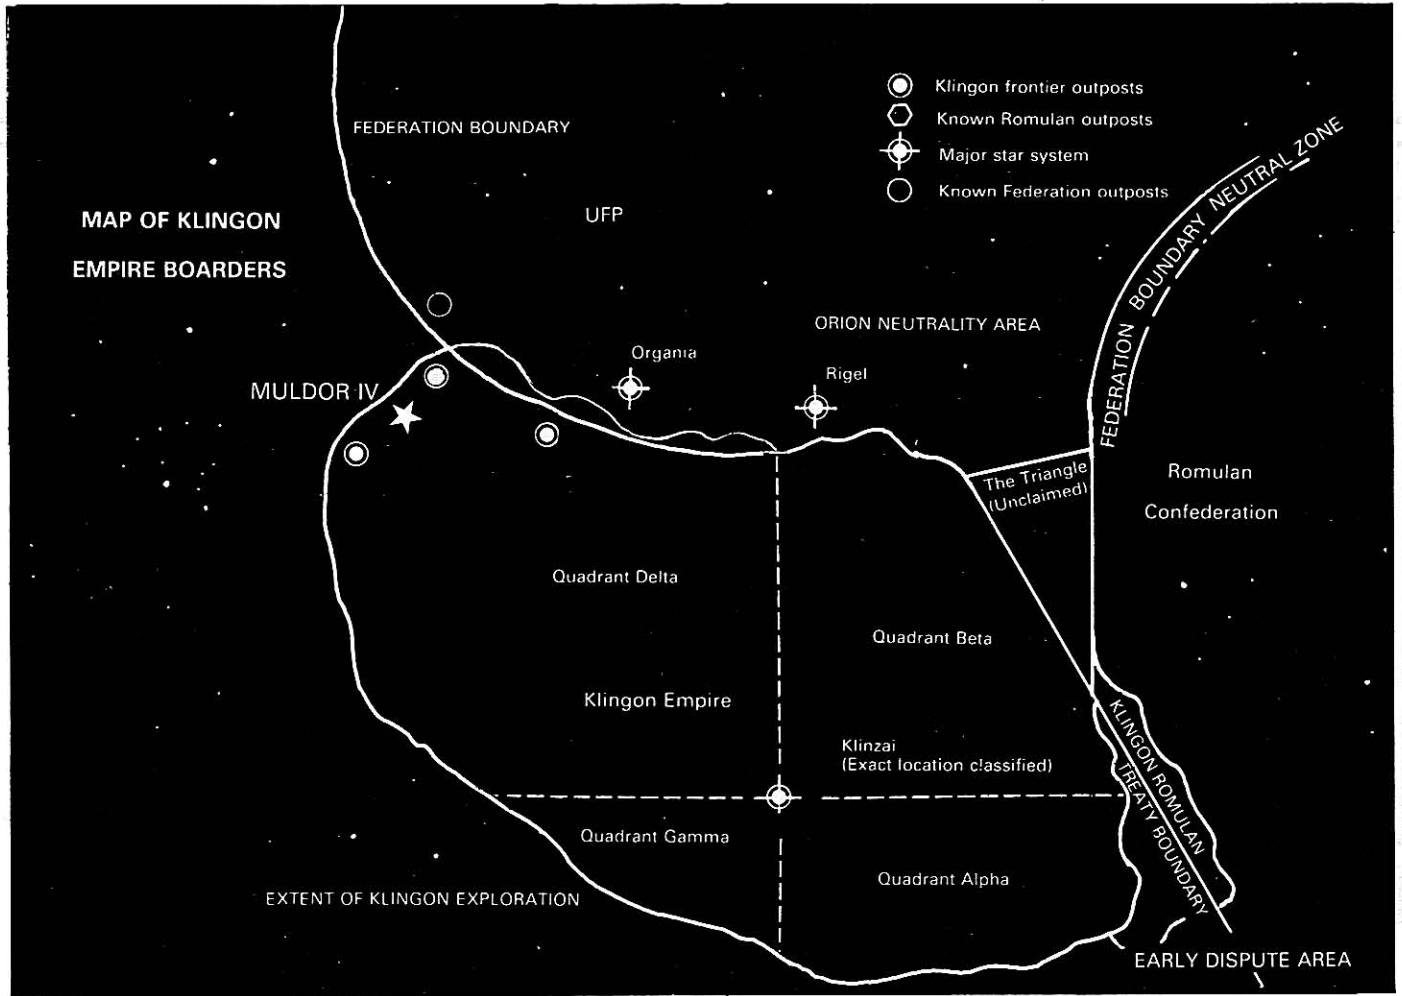 Klingon frontier outposts
Known Romulan outposts
Major star system
Known Federation outposts
FEDERATION BOUNDARY
MAP OF KLINGON
EMPIRE BOARDERS
UFP
FEDERATION BOUNDARY NEUTRAL ZONE
ORION NEUTRALITY AREA
Organia
Rigel
MULDOR IV
The Triangle
(Unclaimed)
Romulan
Confederation
Quadrant Delta
Quadrant Beta
Klingon Empire
Klinzai
(Exact location classified)
KLINGON ROMULAN
TREATY BOUNDARY
Quadrant Gamma
Quadrant Alpha
EXTENT OF KLINGON EXPLORATION
EARLY DISPUTE AREA